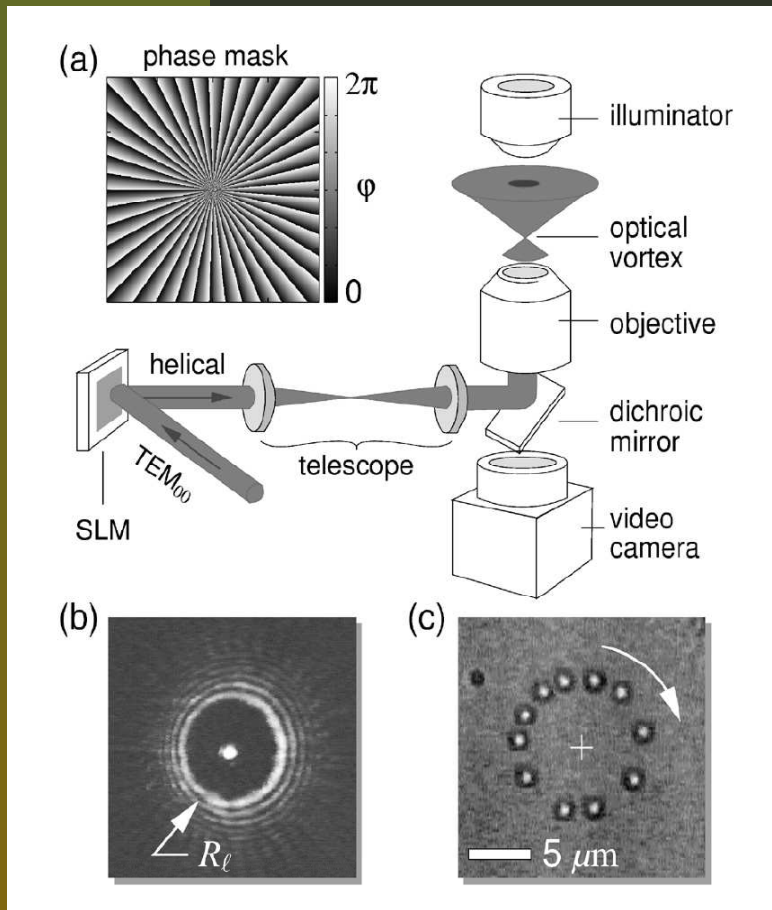 (a)
phase mask
2π
φ
0
illuminator
optical
vortex
objective
helical
dichroic
mirror
TEM₀₀
telescope
SLM
video
camera
(b)
(c)
R_ℓ
5 μm